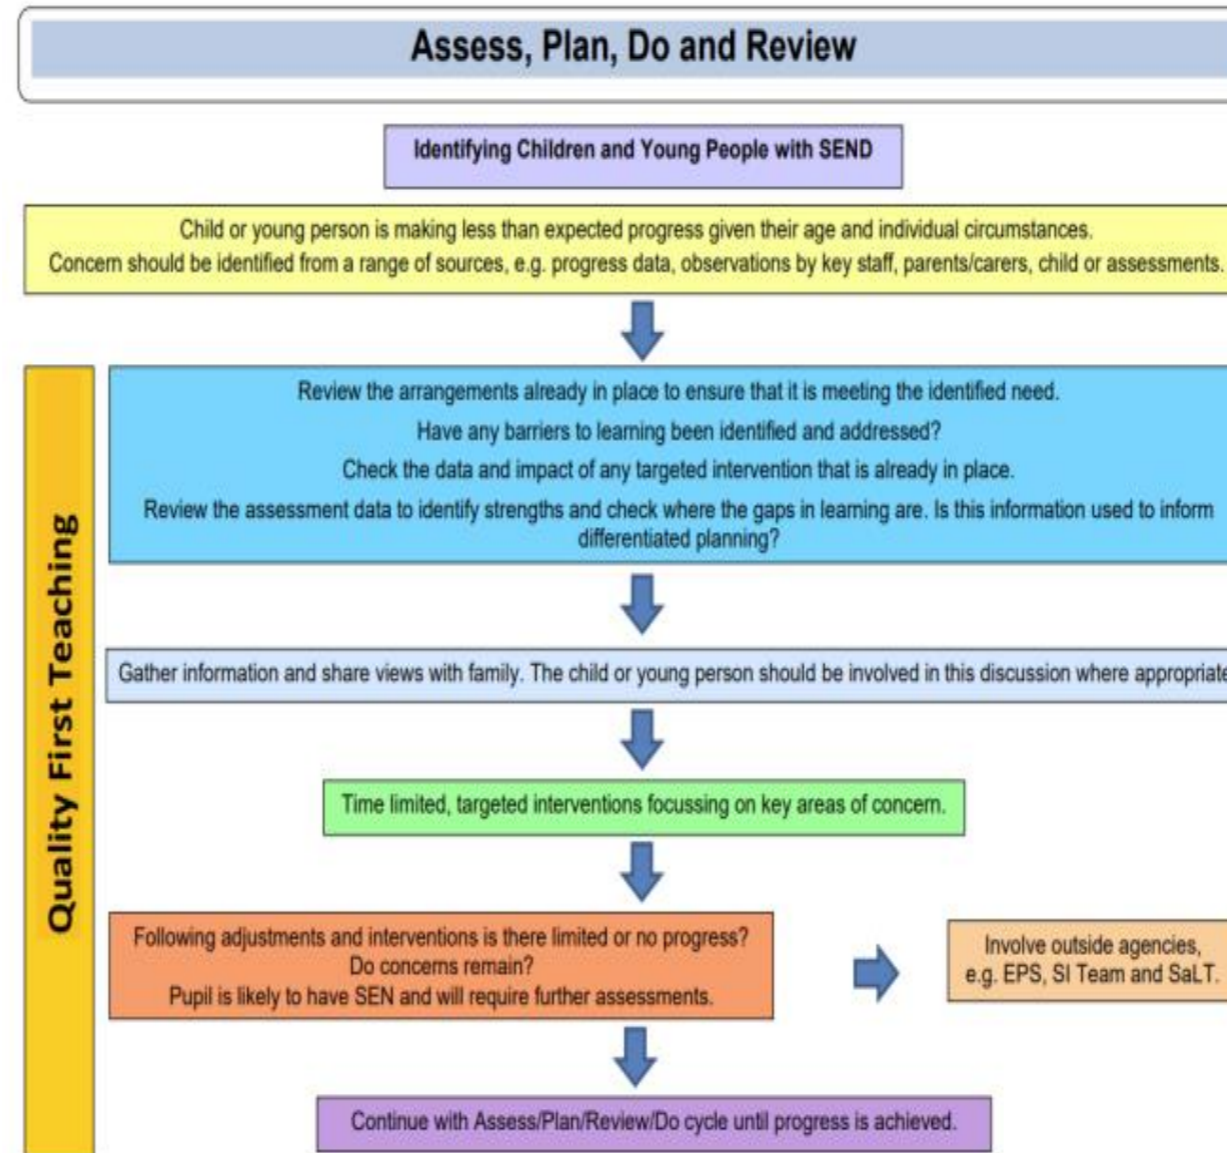 Assess, Plan, Do and Review
Identifying Children and Young People with SEND
Child or young person is making less than expected progress given their age and individual circumstances.
Concern should be identified from a range of sources, e.g. progress data, observations by key staff, parents/carers, child or assessments.
Quality First Teaching
Review the arrangements already in place to ensure that it is meeting the identified need.
Have any barriers to learning been identified and addressed?
Check the data and impact of any targeted intervention that is already in place.
Review the assessment data to identify strengths and check where the gaps in learning are. Is this information used to inform
differentiated planning?
Gather information and share views with family. The child or young person should be involved in this discussion where appropriate
Time limited, targeted interventions focussing on key areas of concern.
Following adjustments and interventions is there limited or no progress?
Do concerns remain?
Pupil is likely to have SEN and will require further assessments.
Involve outside agencies,
e.g. EPS, SI Team and SaLT.
Continue with Assess/Plan/Review/Do cycle until progress is achieved.